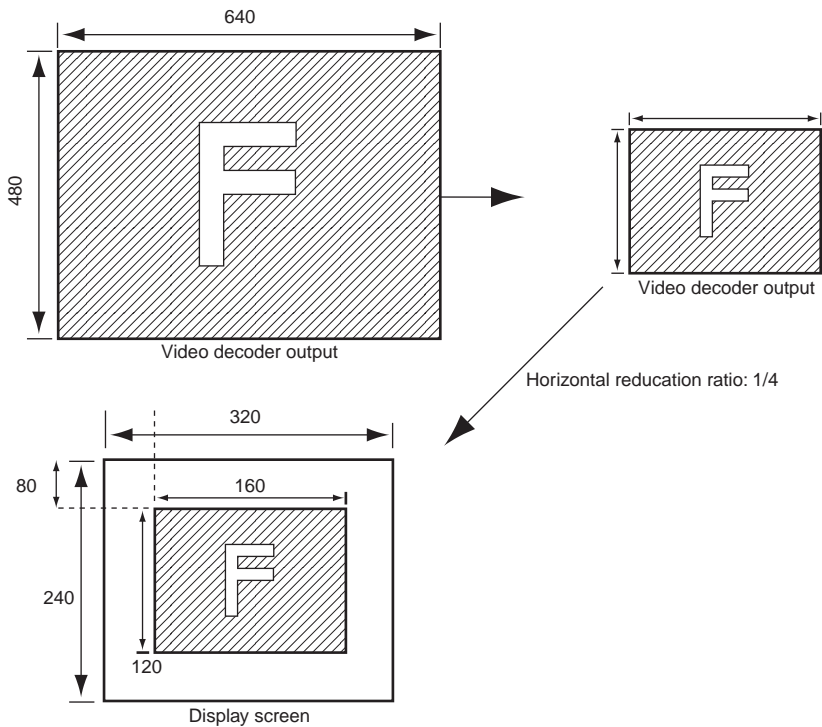 640
480
F
F
Video decoder output
Video decoder output
Horizontal reducation ratio: 1/4
320
80
160
F
240
120
Display screen